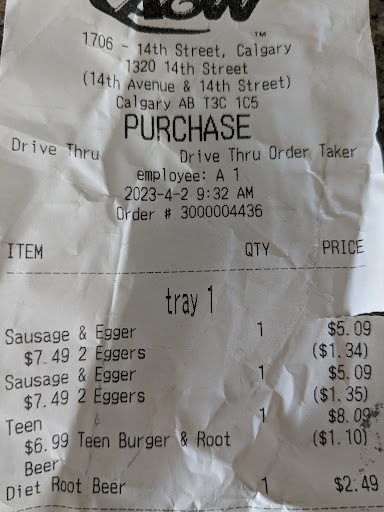 A&W
TM
1706 - 14th Street, Calgary
1320 14th Street
(14th Avenue & 14th Street)
Calgary AB T3C 1C5
PURCHASE
Drive Thru Drive Thru Order Taker
employee: A 1
2023-4-2 9:32 AM
Order # 3000004436
ITEM QTY PRICE
tray 1
Sausage & Egger 1 $5.09
$7.49 2 Eggers ($1.34)
Sausage & Egger 1 $5.09
$7.49 2 Eggers ($1.35)
Teen 1 $8.09
$6.99 Teen Burger & Root ($1.10)
Beer
Diet Root Beer 1 $2.49